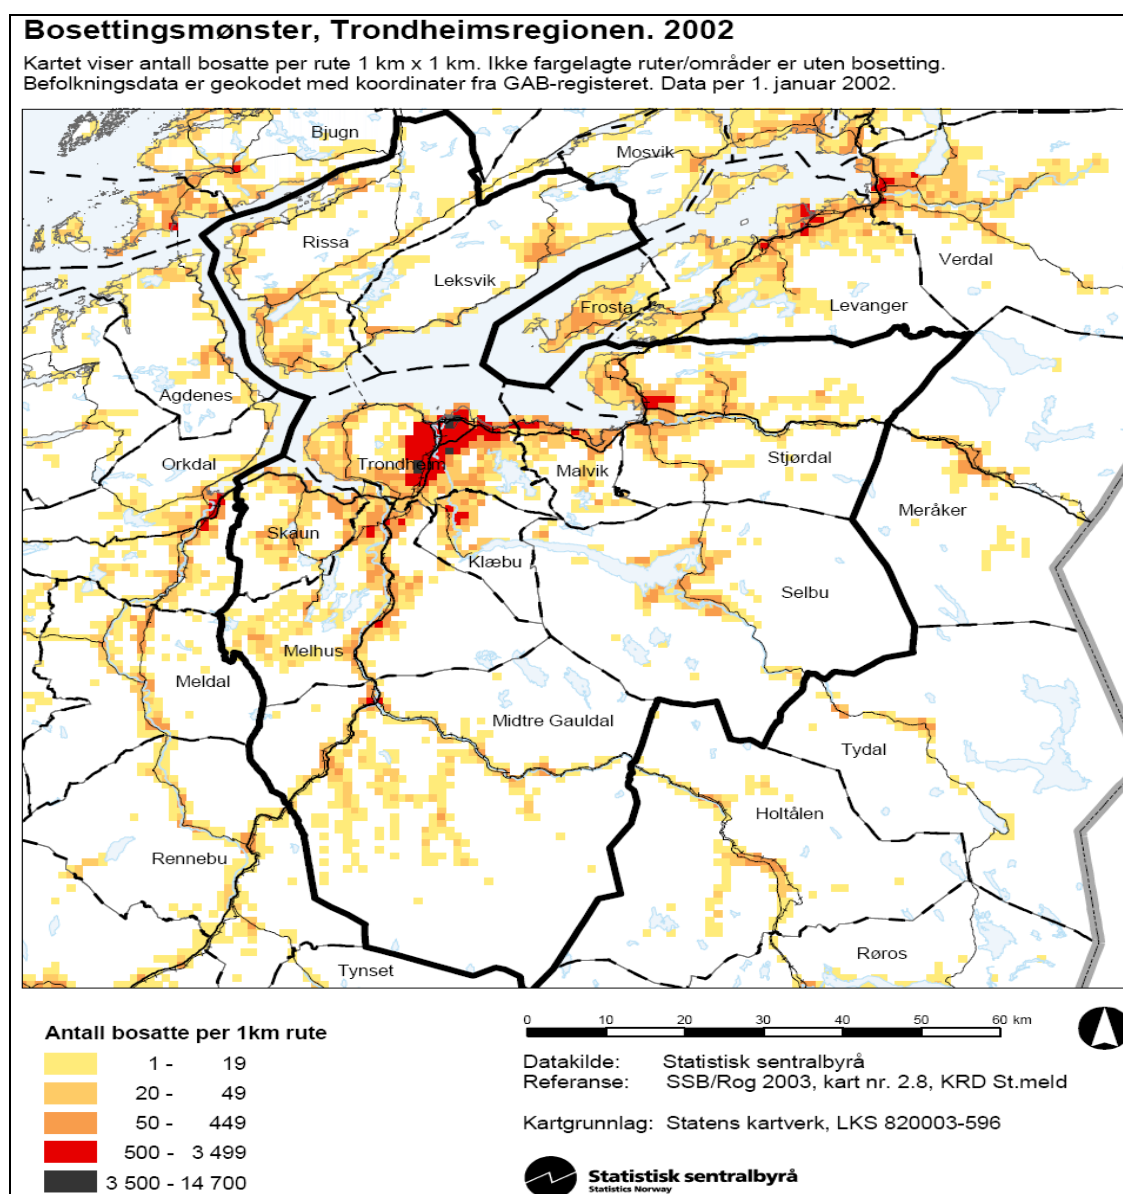 Bosettingsmønster, Trondheimsregionen. 2002
Kartet viser antall bosatte per rute 1 km x 1 km. Ikke fargelagte ruter/områder er uten bosetting.
Befolkningsdata er geokodet med koordinater fra GAB-registeret. Data per 1. januar 2002.
Bjugn
Mosvik
Rissa
Verdal
Leksvik
Frosta
Levanger
Agdenes
Orkdal
Trondheim
Malvik
Stjørdal
Meråker
Skaun
Klæbu
Selbu
Melhus
Meldal
Midtre Gauldal
Tydal
Holtålen
Rennebu
Røros
Tynset
Antall bosatte per 1km rute
1 - 19
20 - 49
50 - 449
500 - 3 499
3 500 - 14 700
0 10 20 30 40 50 60 km
Datakilde: Statistisk sentralbyrå
Referanse: SSB/Rog 2003, kart nr. 2.8, KRD St.meld
Kartgrunnlag: Statens kartverk, LKS 820003-596
Statistisk sentralbyrå
Statistics Norway